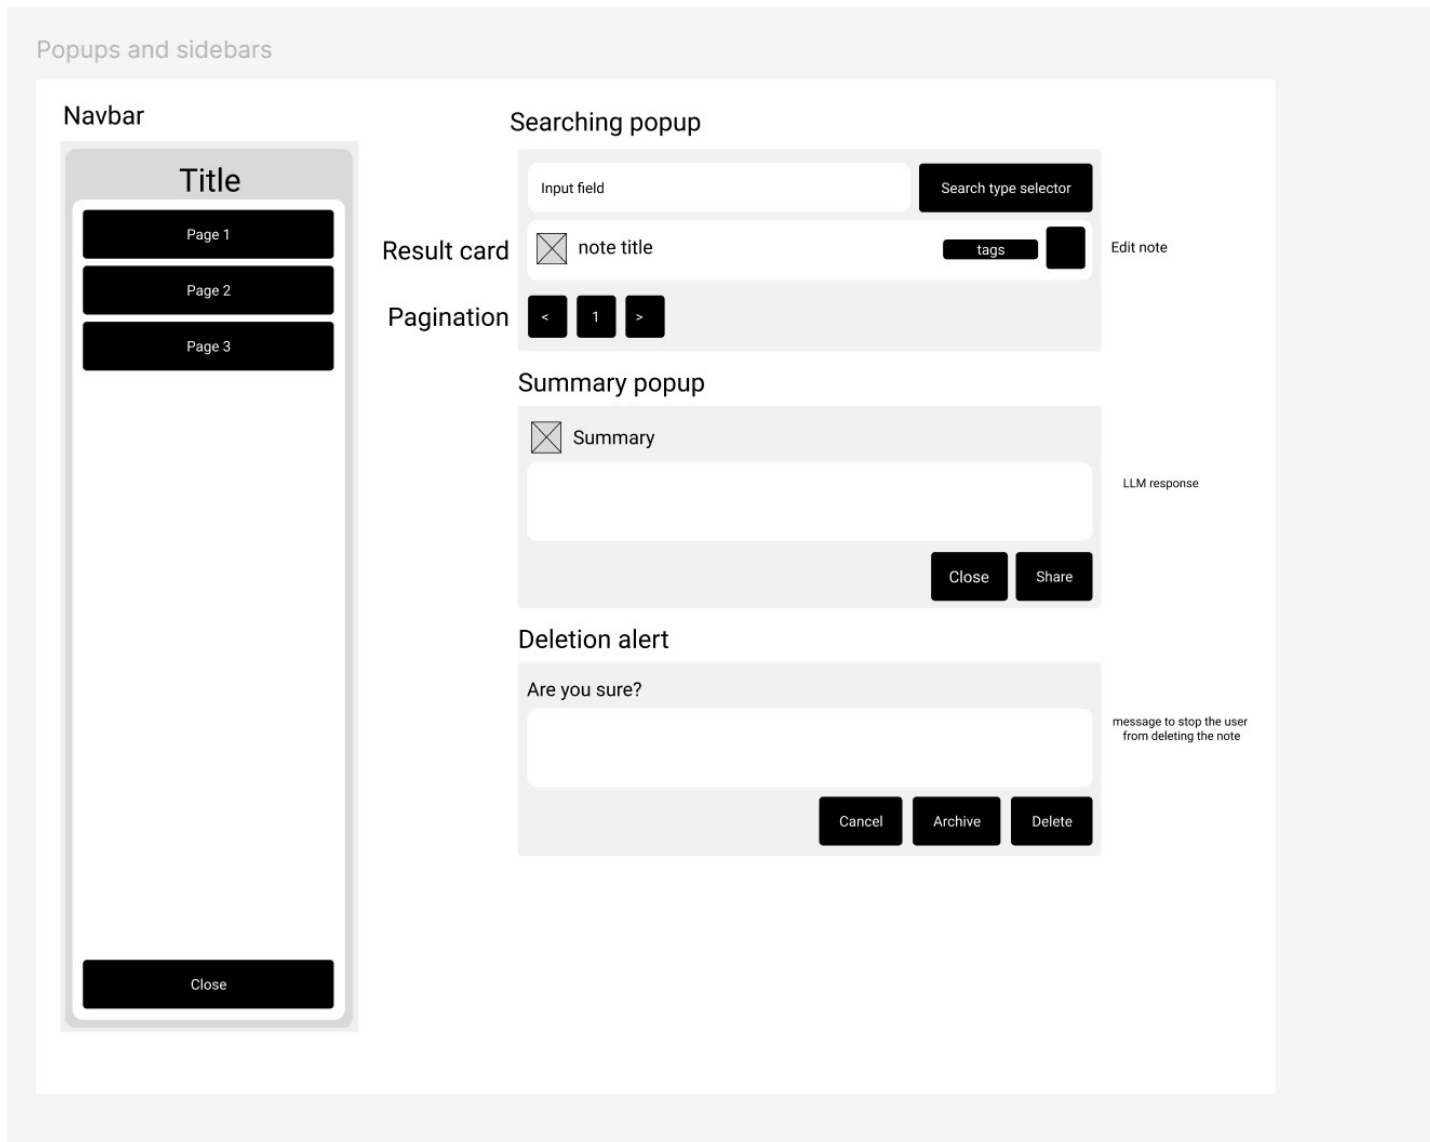 Popups and sidebars
Navbar
Title
Page 1
Page 2
Page 3
Close
Searching popup
Input field
Search type selector
Result card
note title
tags
Edit note
Pagination
<
1
>
Summary popup
Summary
LLM response
Close
Share
Deletion alert
Are you sure?
message to stop the user
from deleting the note
Cancel
Archive
Delete